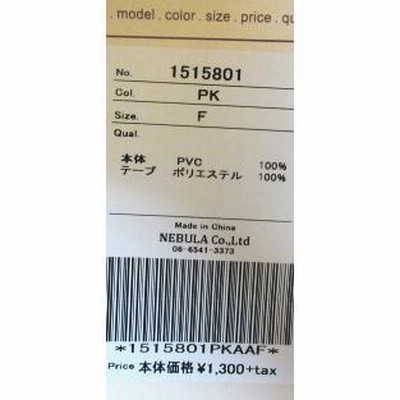 . model . color . size . price . qu
No. 1515801
Col. PK
Size. F
Qual.
本体 PVC 100%
テープ ポリエステル 100%
Made in China
NEBULA Co.,Ltd
06-6541-3373
*1515801PKAAF*
Price 本体価格 ¥1,300+tax